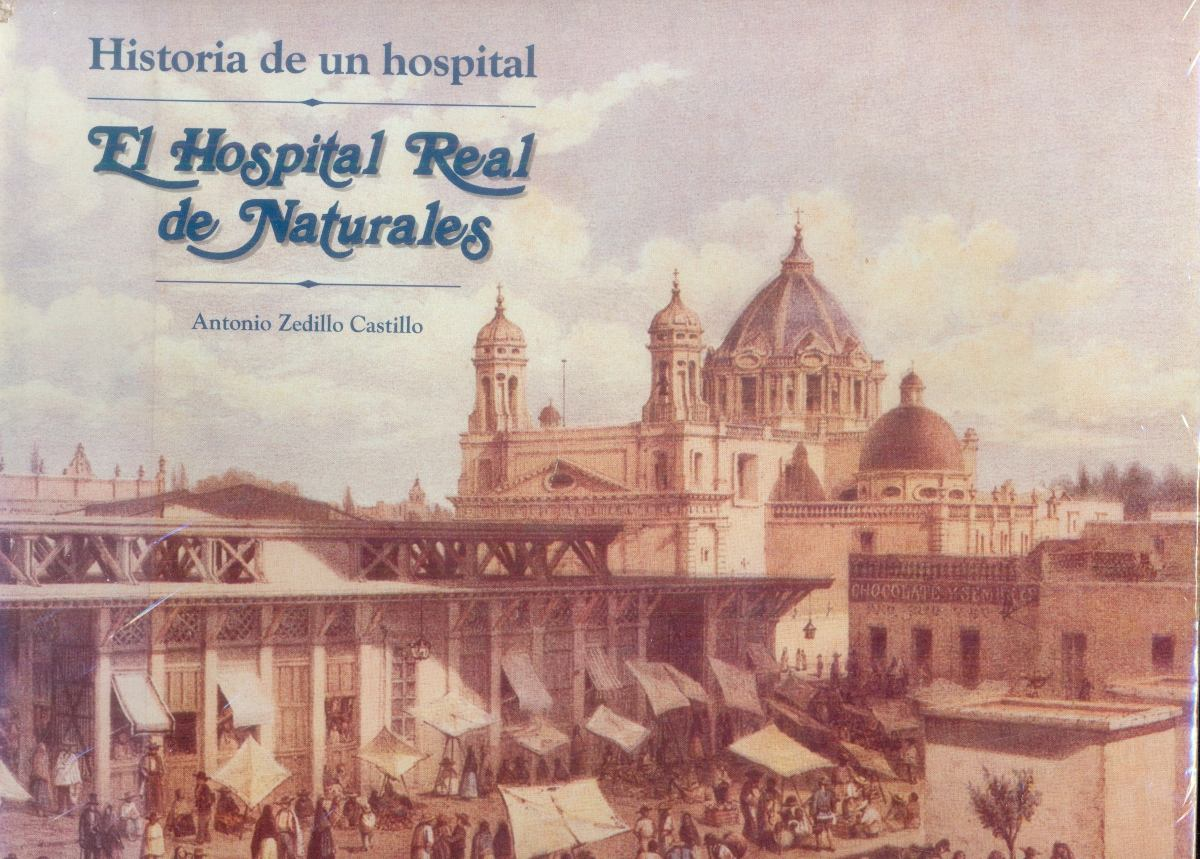 Historia de un hospital
El Hospital Real
de Naturales
Antonio Zedillo Castillo
CHOCOLATE Y SEMILLAS